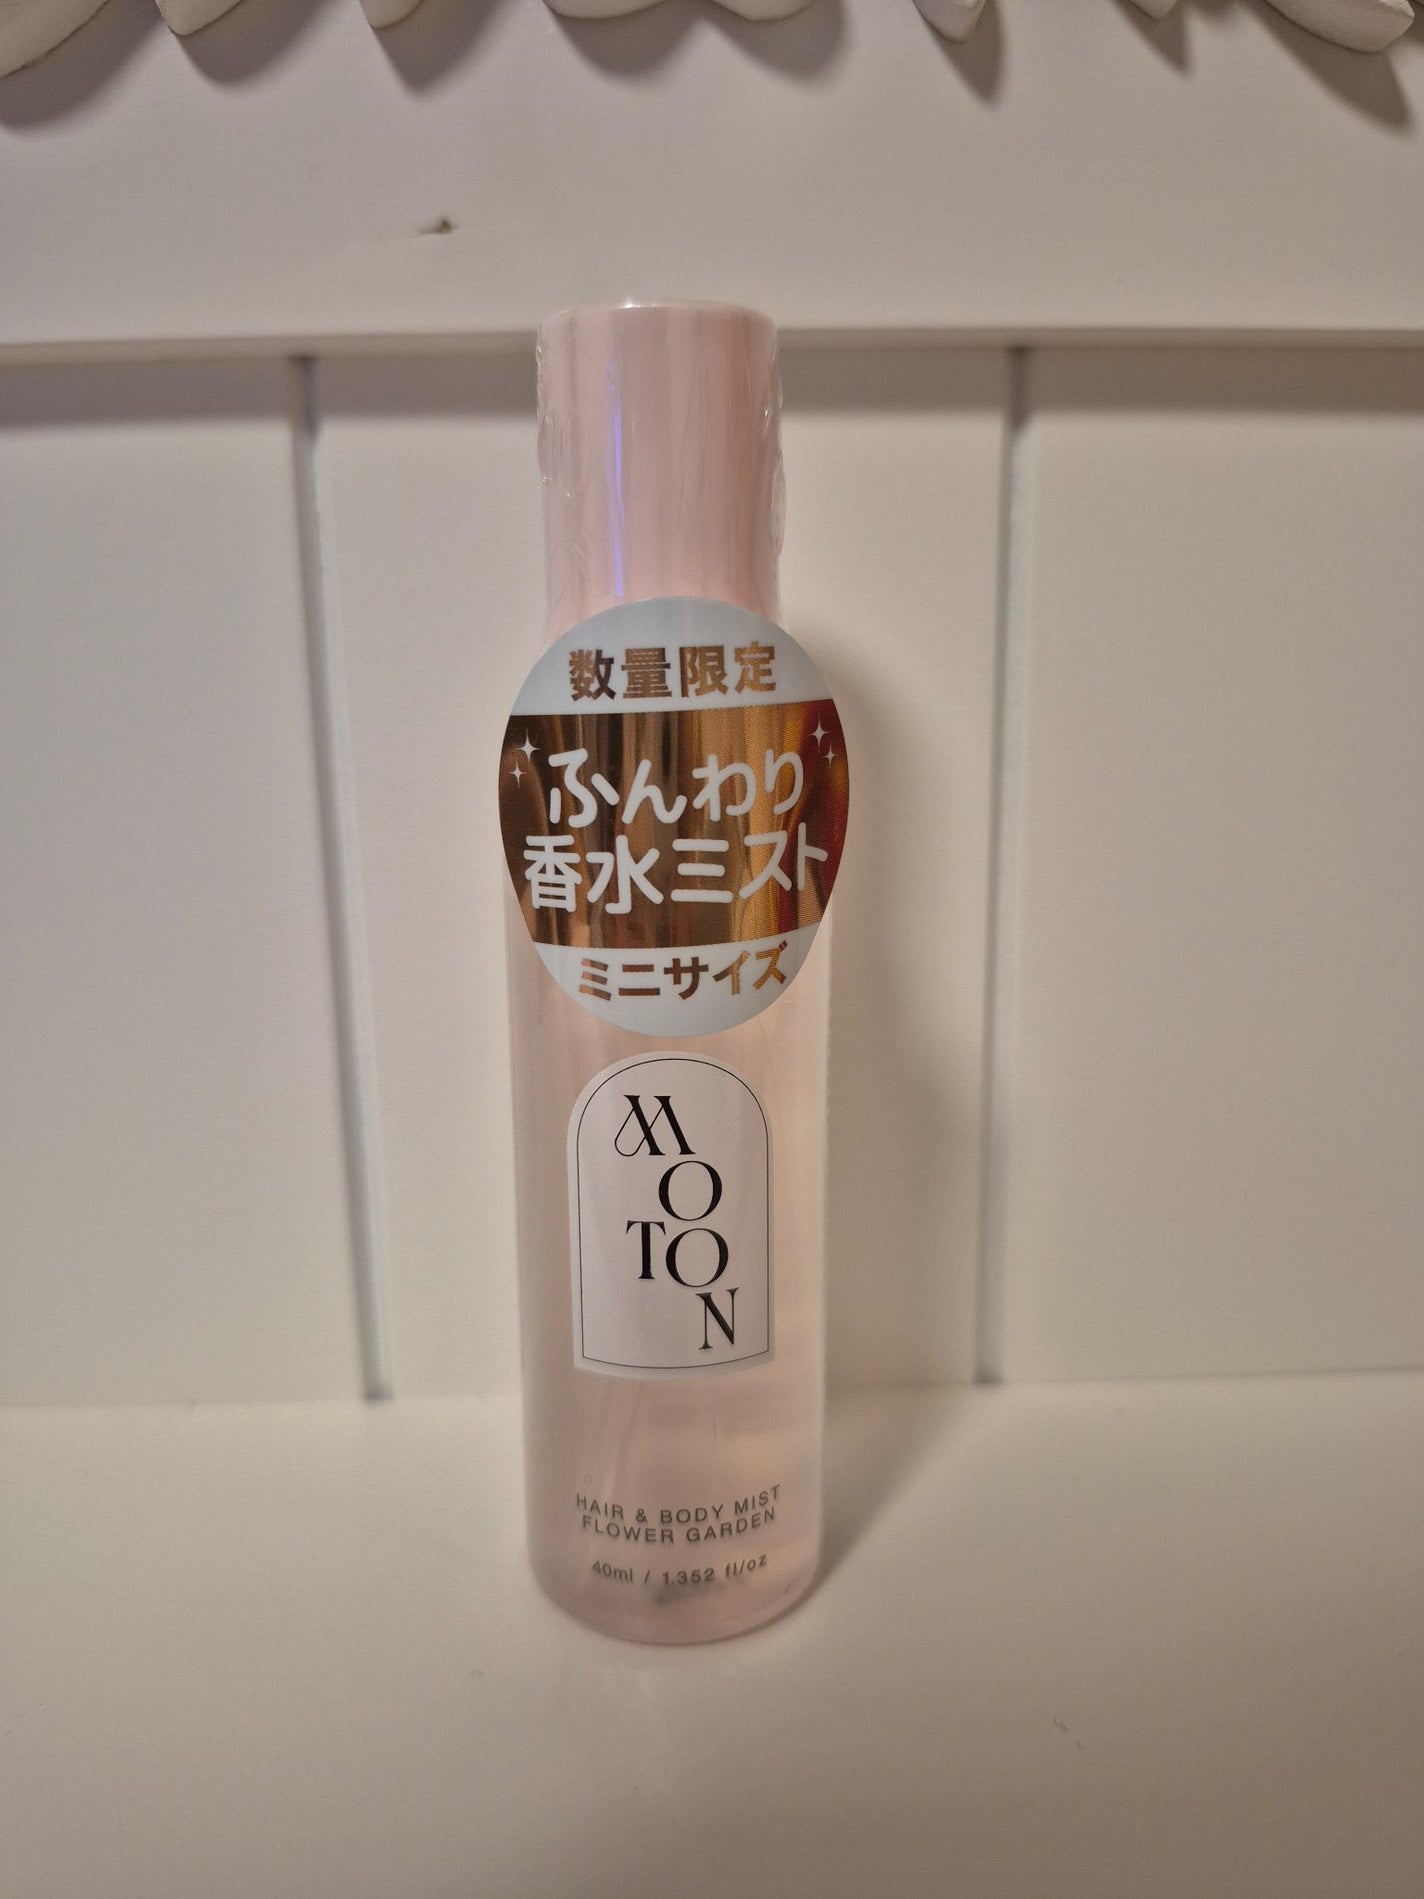 数量限定
ふんわり
香水ミスト
ミニサイズ
M
O
TO
N
HAIR & BODY MIST
FLOWER GARDEN
40ml / 1.352 fl/oz